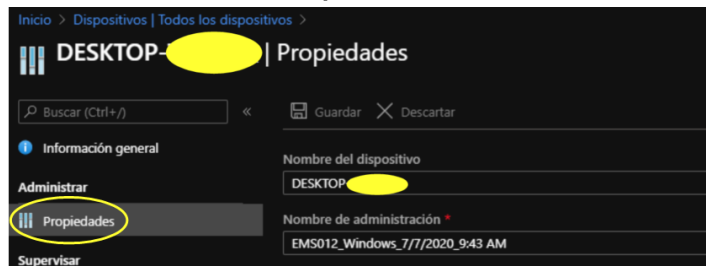 Inicio > Dispositivos | Todos los dispositivos >
DESKTOP- | Propiedades
Buscar (Ctrl+/) «
Guardar Descartar
Información general
Nombre del dispositivo
Administrar
DESKTOP
Propiedades
Nombre de administración *
EMS012_Windows_7/7/2020_9:43 AM
Supervisar